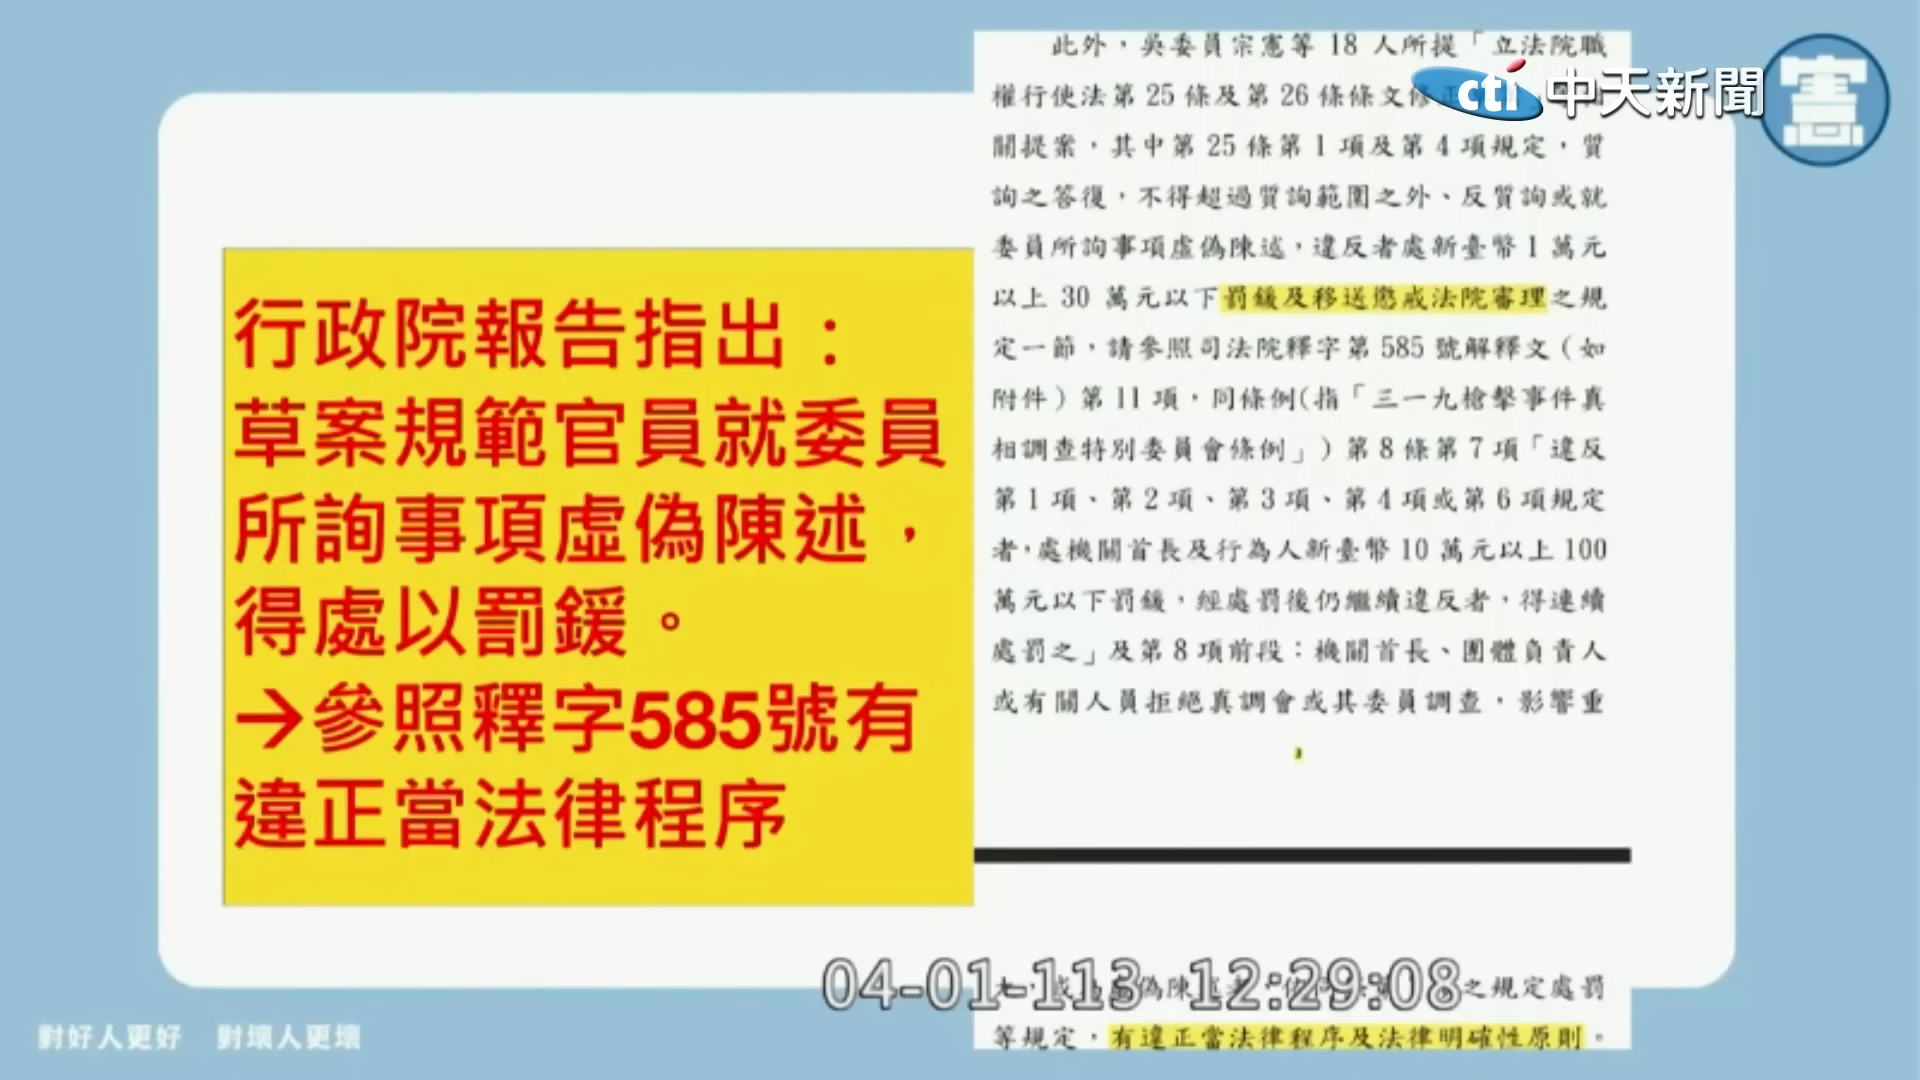 行政院報告指出：
草案規範官員就委員
所詢事項虛偽陳述，
得處以罰鍰。
→參照釋字585號有
違正當法律程序
此外，吳委員宗憲等 18 人所提「立法院職
權行使法第 25 條及第 26 條條文修正
關提案，其中第 25 條第 1 項及第 4 項規定，質
詢之答復，不得超過質詢範圍之外、反質詢或就
委員所詢事項虛偽陳述，違反者處新臺幣 1 萬元
以上 30 萬元以下罰鍰及移送懲戒法院審理之規
定一節，請參照司法院釋字第 585 號解釋文（如
附件）第 11 項，同條例(指「三一九槍擊事件真
相調查特別委員會條例」）第 8 條第 7 項「違反
第 1 項、第 2 項、第 3 項、第 4 項或第 6 項規定
者，處機關首長及行為人新臺幣 10 萬元以上 100
萬元以下罰鍰，經處罰後仍繼續違反者，得連續
處罰之」及第 8 項前段：機關首長、團體負責人
或有關人員拒絕真調會或其委員調查，影響重
偽陳 之規定處罰
等規定，有違正當法律程序及法律明確性原則。
cti 中天新聞
憲
04-01-113 12:29:08
對好人更好 對壞人更壞